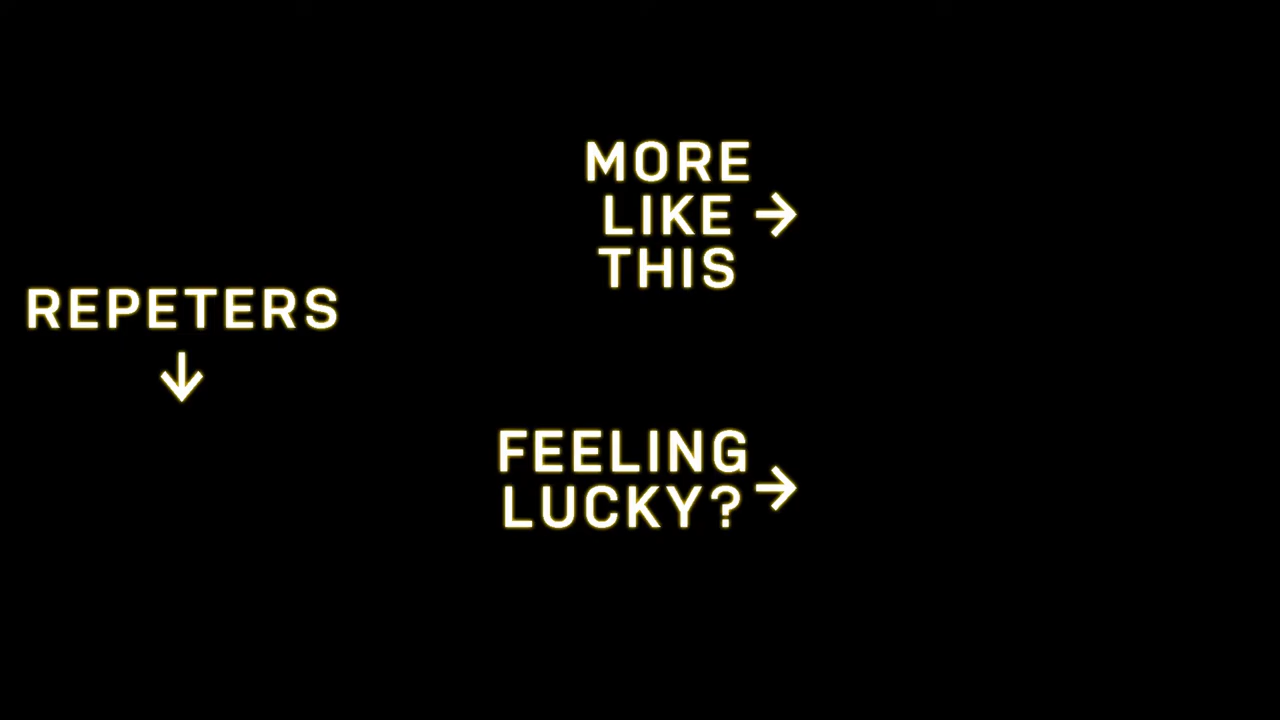 MORE
LIKE →
THIS
REPETERS
↓
FEELING
LUCKY? →